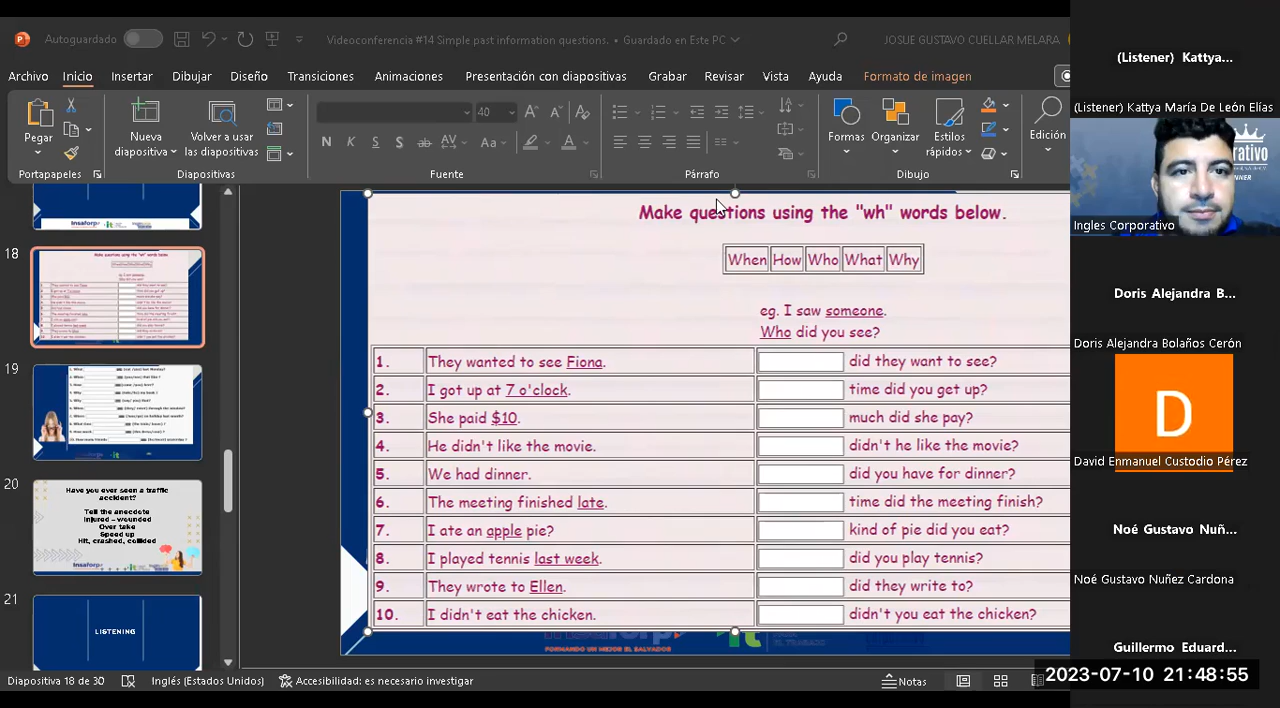 Autoguardado
Videoconferencia #14 Simple past information questions. • Guardado en Este PC
JOSUE GUSTAVO CUELLAR MELARA
Archivo Inicio Insertar Dibujar Diseño Transiciones Animaciones Presentación con diapositivas Grabar Revisar Vista Ayuda Formato de imagen
Pegar
Nueva diapositiva
Volver a usar las diapositivas
40
N K S S ab AV Aa A
Formas Organizar Estilos rápidos Edición
Portapapeles Diapositivas Fuente Párrafo Dibujo
18
19
20
Have you ever seen a traffic
accident?
Tell the anecdote
Injured – wounded
Over take
Speed up
Hit, crashed, collided
21
LISTENING
Make questions using the "wh" words below.
When How Who What Why
eg. I saw someone.
Who did you see?
1. They wanted to see Fiona. did they want to see?
2. I got up at 7 o'clock. time did you get up?
3. She paid $10 much did she pay?
4. He didn't like the movie. didn't he like the movie?
5. We had dinner. did you have for dinner?
6. The meeting finished late. time did the meeting finish?
7. I ate an apple pie? kind of pie did you eat?
8. I played tennis last week. did you play tennis?
9. They wrote to Ellen. did they write to?
10. I didn't eat the chicken. didn't you eat the chicken?
FORMANDO UN MEJOR EL SALVADOR
Diapositiva 18 de 30
Inglés (Estados Unidos)
Accesibilidad: es necesario investigar
Notas
(Listener) Kattya...
(Listener) Kattya María De León Elías
Ingles Corporativo
Doris Alejandra B...
Doris Alejandra Bolaños Cerón
D
David Enmanuel Custodio Pérez
Noé Gustavo Nuñ...
Noé Gustavo Nuñez Cardona
Guillermo Eduard...
2023-07-10 21:48:55